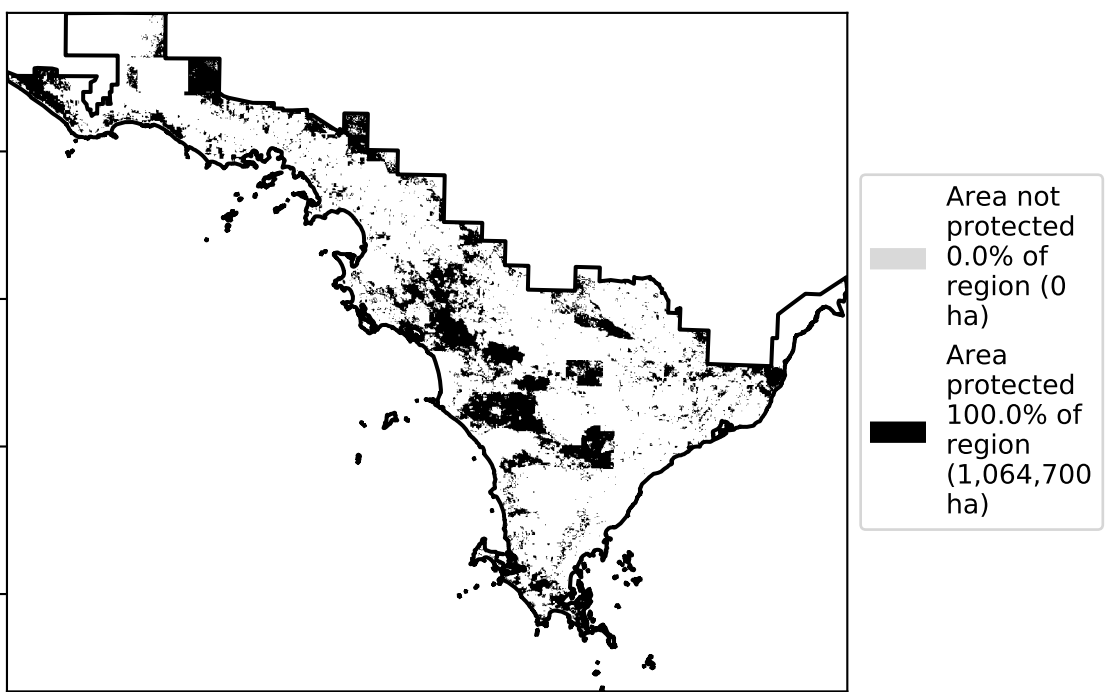 Area not
protected
0.0% of
region (0
ha)
Area
protected
100.0% of
region
(1,064,700
ha)